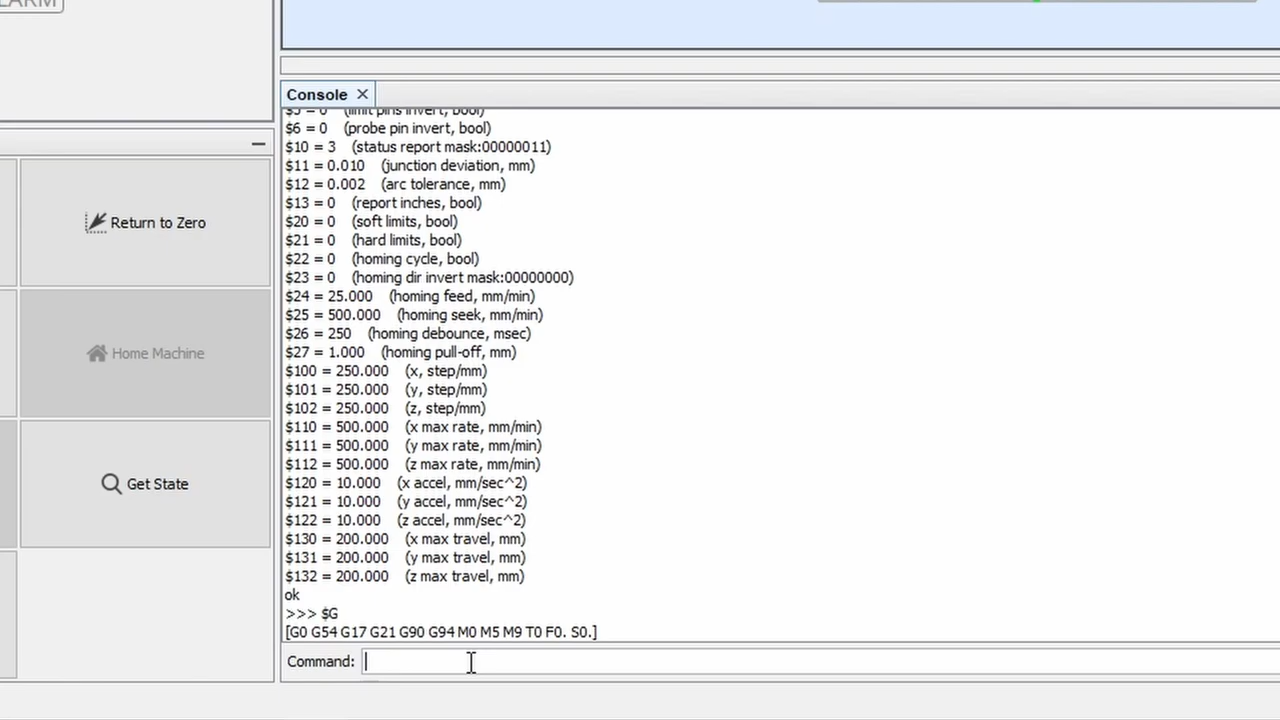 LARM
Return to Zero
Home Machine
Get State
Console
$5 = 0 (limit pins invert, bool)
$6 = 0 (probe pin invert, bool)
$10 = 3 (status report mask:00000011)
$11 = 0.010 (junction deviation, mm)
$12 = 0.002 (arc tolerance, mm)
$13 = 0 (report inches, bool)
$20 = 0 (soft limits, bool)
$21 = 0 (hard limits, bool)
$22 = 0 (homing cycle, bool)
$23 = 0 (homing dir invert mask:00000000)
$24 = 25.000 (homing feed, mm/min)
$25 = 500.000 (homing seek, mm/min)
$26 = 250 (homing debounce, msec)
$27 = 1.000 (homing pull-off, mm)
$100 = 250.000 (x, step/mm)
$101 = 250.000 (y, step/mm)
$102 = 250.000 (z, step/mm)
$110 = 500.000 (x max rate, mm/min)
$111 = 500.000 (y max rate, mm/min)
$112 = 500.000 (z max rate, mm/min)
$120 = 10.000 (x accel, mm/sec^2)
$121 = 10.000 (y accel, mm/sec^2)
$122 = 10.000 (z accel, mm/sec^2)
$130 = 200.000 (x max travel, mm)
$131 = 200.000 (y max travel, mm)
$132 = 200.000 (z max travel, mm)
ok
>>> $G
[G0 G54 G17 G21 G90 G94 M0 M5 M9 T0 F0. S0.]
Command: